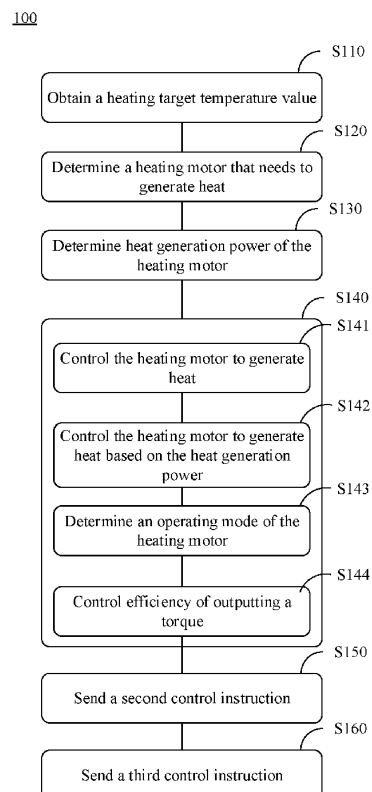 100
S110
Obtain a heating target temperature value
S120
Determine a heating motor that needs to
generate heat
S130
Determine heat generation power of the
heating motor
S140
S141
Control the heating motor to generate
heat
S142
Control the heating motor to generate
heat based on the heat generation
power
S143
Determine an operating mode of the
heating motor
S144
Control efficiency of outputting a
torque
S150
Send a second control instruction
S160
Send a third control instruction